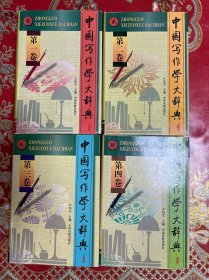 ZHONGGUO
XIEZUOXUE DACIDIAN
中国写作学大辞典
第一卷
ZHONGGUO
XIEZUOXUE DACIDIAN
中国写作学大辞典
第二卷
ZHONGGUO
XIEZUOXUE DACIDIAN
中国写作学大辞典
第三卷
ZHONGGUO
XIEZUOXUE DACIDIAN
中国写作学大辞典
第四卷